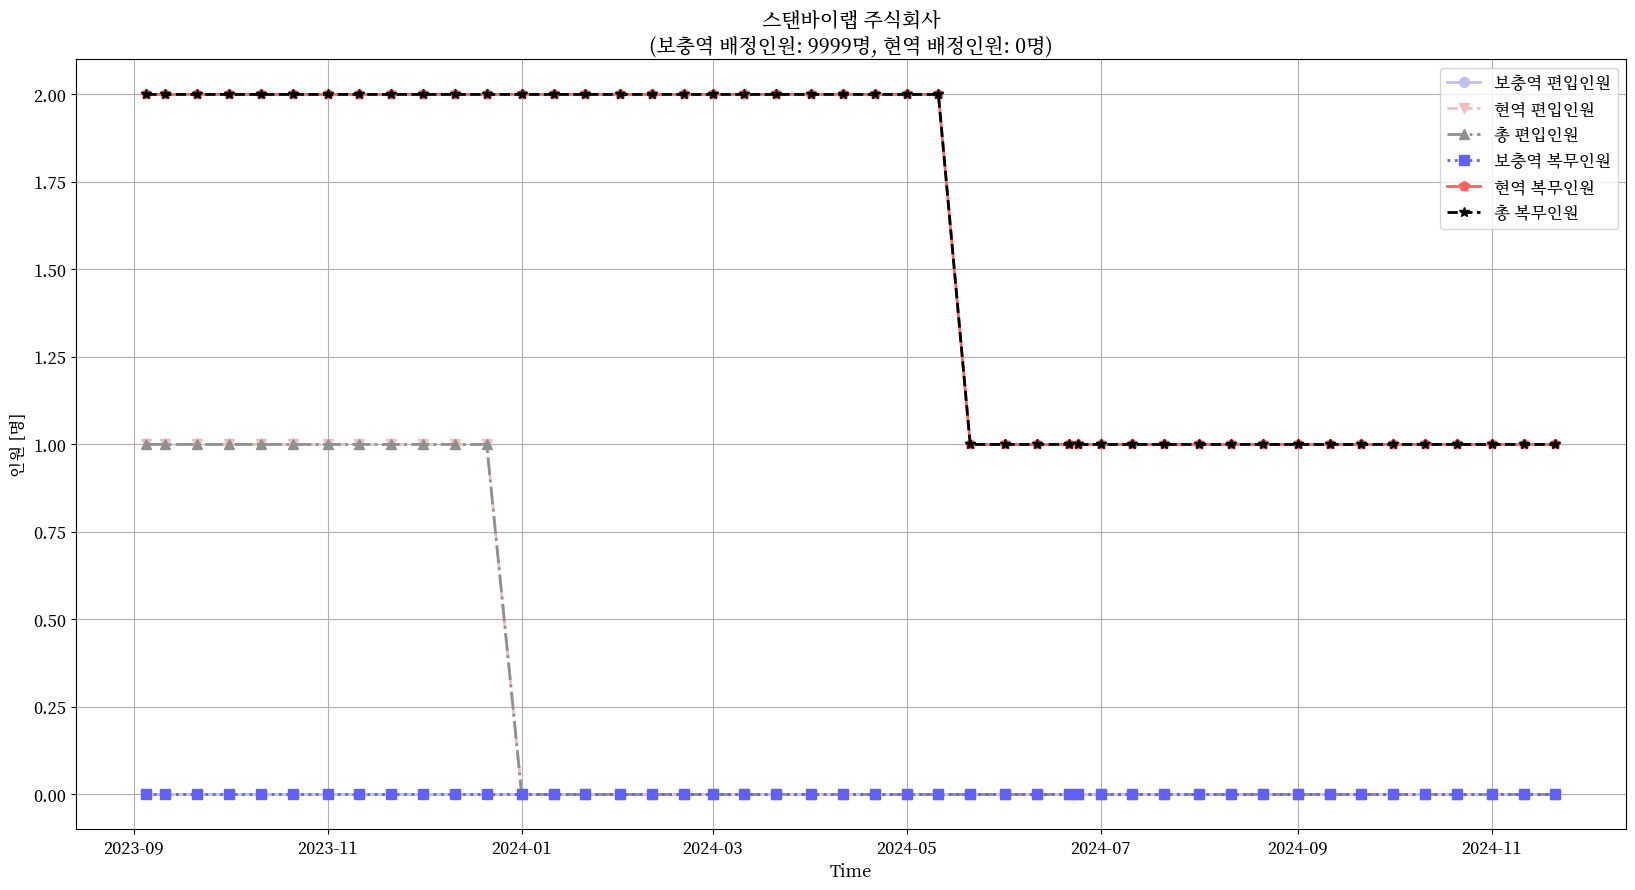 스탠바이랩 주식회사
(보충역 배정인원: 9999명, 현역 배정인원: 0명)
보충역 편입인원
현역 편입인원
총 편입인원
보충역 복무인원
현역 복무인원
총 복무인원
인원 [명]
2.00
1.75
1.50
1.25
1.00
0.75
0.50
0.25
0.00
2023-09
2023-11
2024-01
2024-03
2024-05
2024-07
2024-09
2024-11
Time